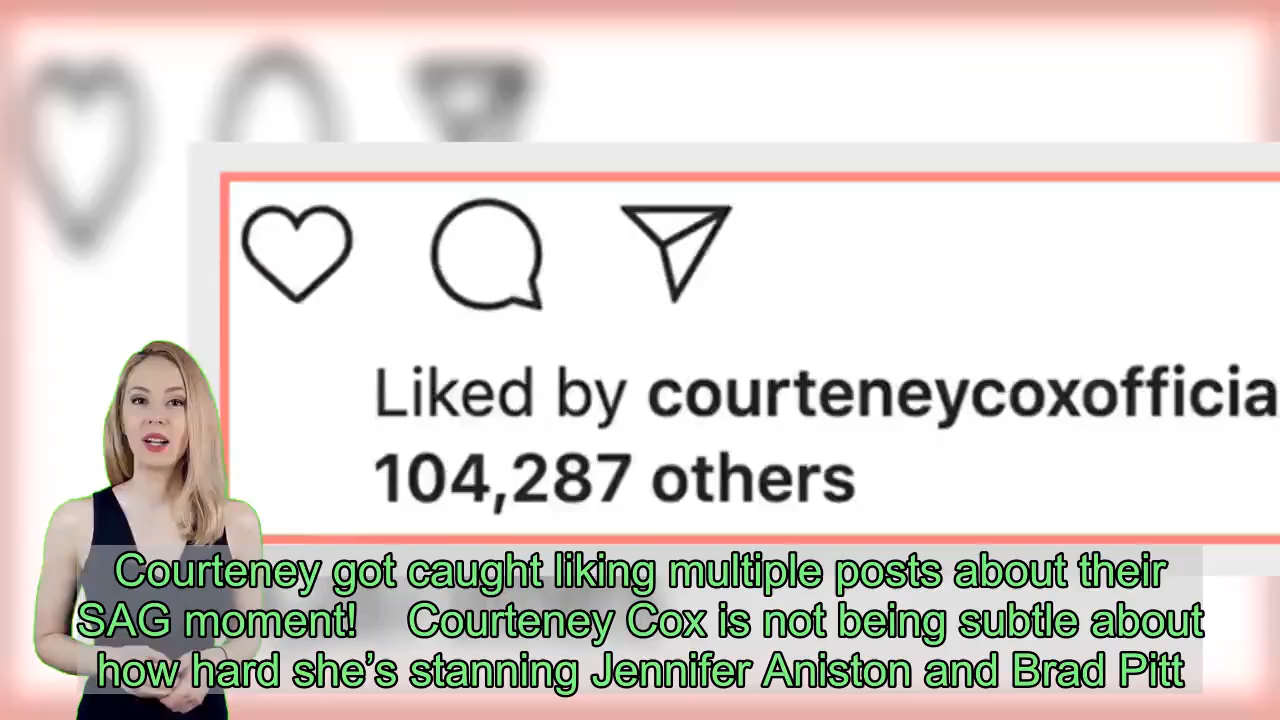 Liked by courteneycoxofficia
104,287 others
Courteney got caught liking multiple posts about their
SAG moment! Courteney Cox is not being subtle about
how hard she’s stanning Jennifer Aniston and Brad Pitt